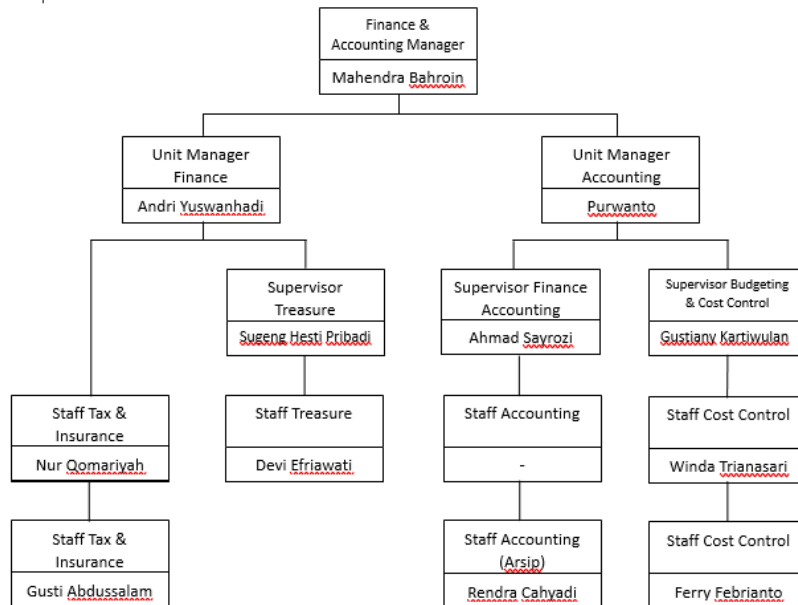 Finance &
Accounting Manager
Mahendra Bahroin
Unit Manager
Finance
Andri Yuswanhadi
Unit Manager
Accounting
Purwanto
Supervisor
Treasure
Sugeng Hesti Pribadi
Supervisor Finance
Accounting
Ahmad Sayrozi
Supervisor Budgeting
& Cost Control
Gustiany Kartiwulan
Staff Tax &
Insurance
Nur Qomariyah
Staff Treasure
Devi Efriawati
Staff Accounting
-
Staff Cost Control
Winda Trianasari
Staff Tax &
Insurance
Gusti Abdussalam
Staff Accounting
(Arsip)
Rendra Cahyadi
Staff Cost Control
Ferry Febrianto